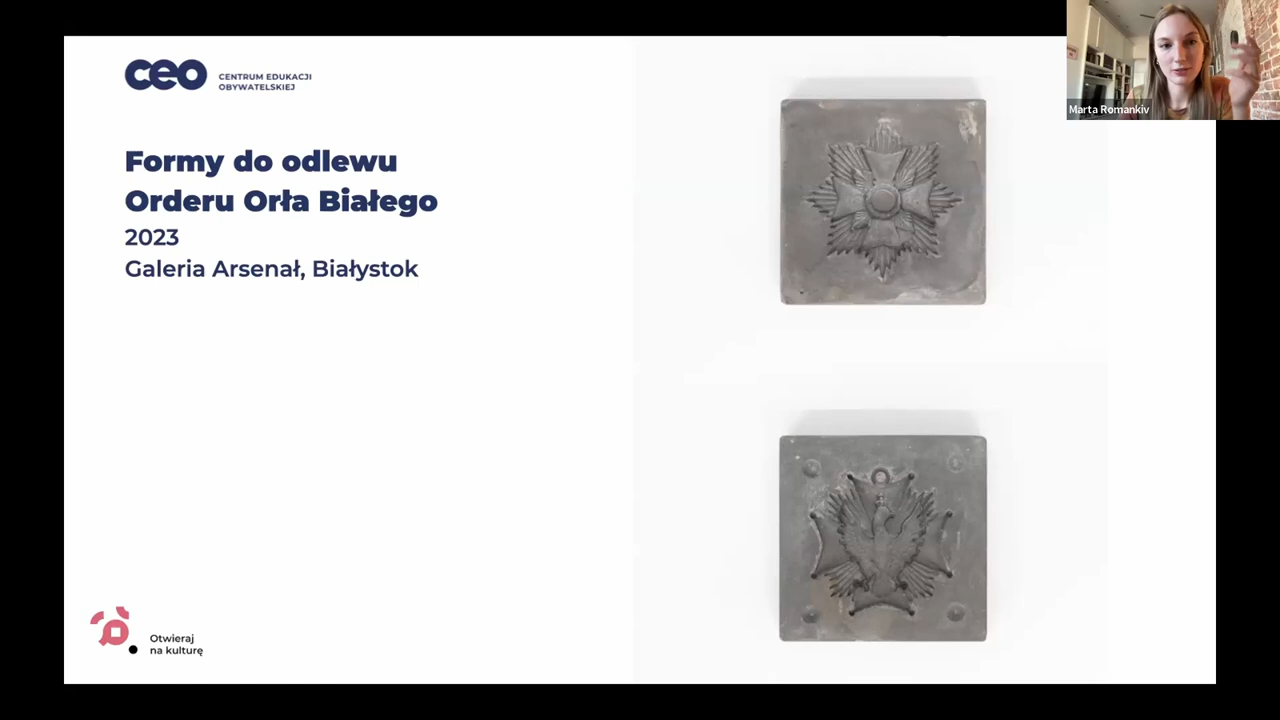 ceo
CENTRUM EDUKACJI
OBYWATELSKIEJ
Marta Romankiv
Formy do odlewu
Orderu Orła Białego
2023
Galeria Arsenał, Białystok
Otwieraj
na kulturę